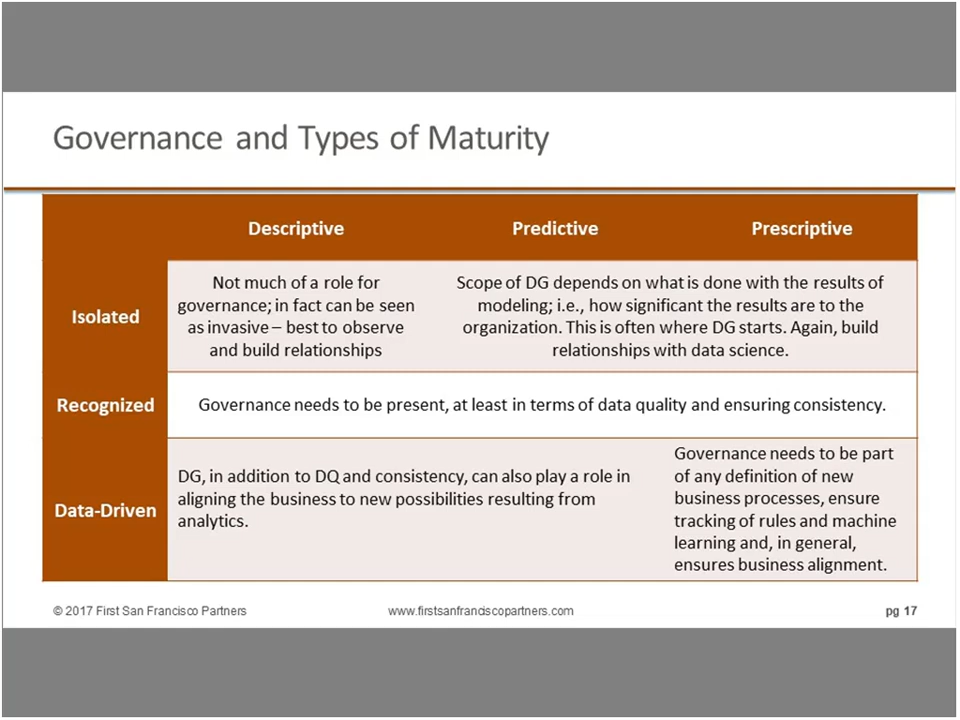 Governance and Types of Maturity
Descriptive Predictive Prescriptive
Isolated
Not much of a role for
governance; in fact can be seen
as invasive – best to observe
and build relationships
Scope of DG depends on what is done with the results of
modeling; i.e., how significant the results are to the
organization. This is often where DG starts. Again, build
relationships with data science.
Recognized
Governance needs to be present, at least in terms of data quality and ensuring consistency.
Data-Driven
DG, in addition to DQ and consistency, can also play a role in
aligning the business to new possibilities resulting from
analytics.
Governance needs to be part
of any definition of new
business processes, ensure
tracking of rules and machine
learning and, in general,
ensures business alignment.
© 2017 First San Francisco Partners www.firstsanfranciscopartners.com pg 17